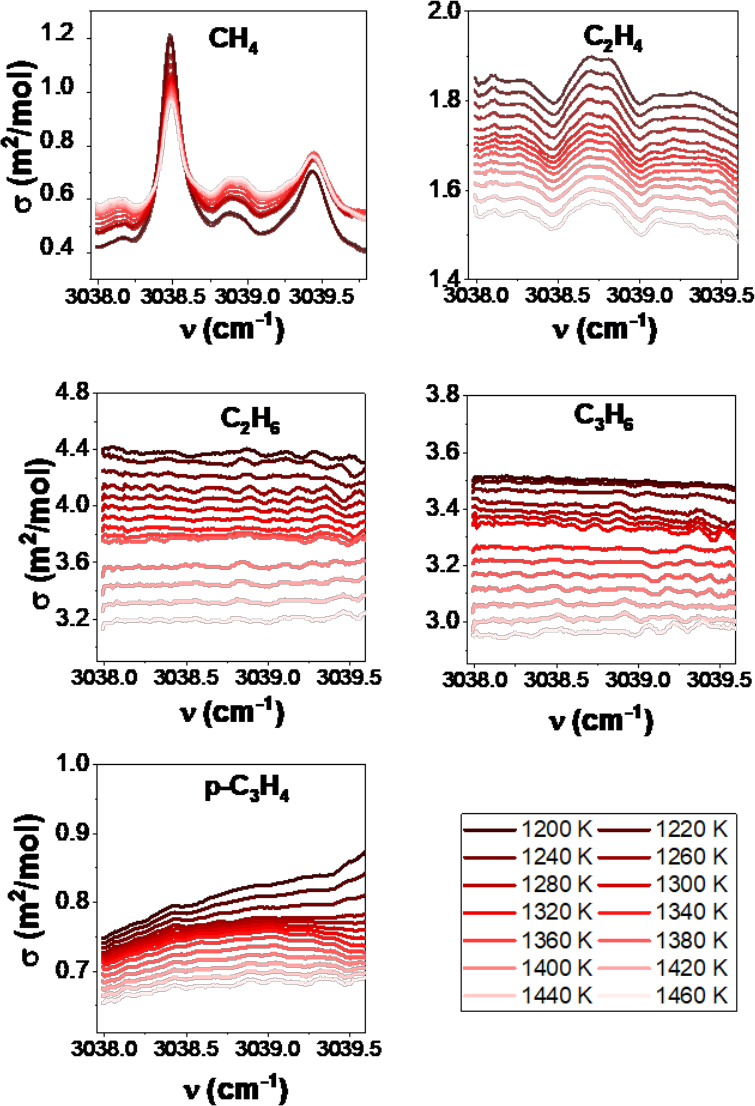 CH₄
σ (m²/mol)
1.2
1.0
0.8
0.6
0.4
3038.0 3038.5 3039.0 3039.5
ν (cm⁻¹)
C₂H₄
2.0
1.8
1.6
1.4
3038.0 3038.5 3039.0 3039.5
ν (cm⁻¹)
C₂H₆
σ (m²/mol)
4.8
4.4
4.0
3.6
3.2
3038.0 3038.5 3039.0 3039.5
ν (cm⁻¹)
C₃H₆
3.8
3.6
3.4
3.2
3.0
3038.0 3038.5 3039.0 3039.5
ν (cm⁻¹)
p-C₃H₄
σ (m²/mol)
1.0
0.9
0.8
0.7
3038.0 3038.5 3039.0 3039.5
ν (cm⁻¹)
1200 K 1220 K
1240 K 1260 K
1280 K 1300 K
1320 K 1340 K
1360 K 1380 K
1400 K 1420 K
1440 K 1460 K